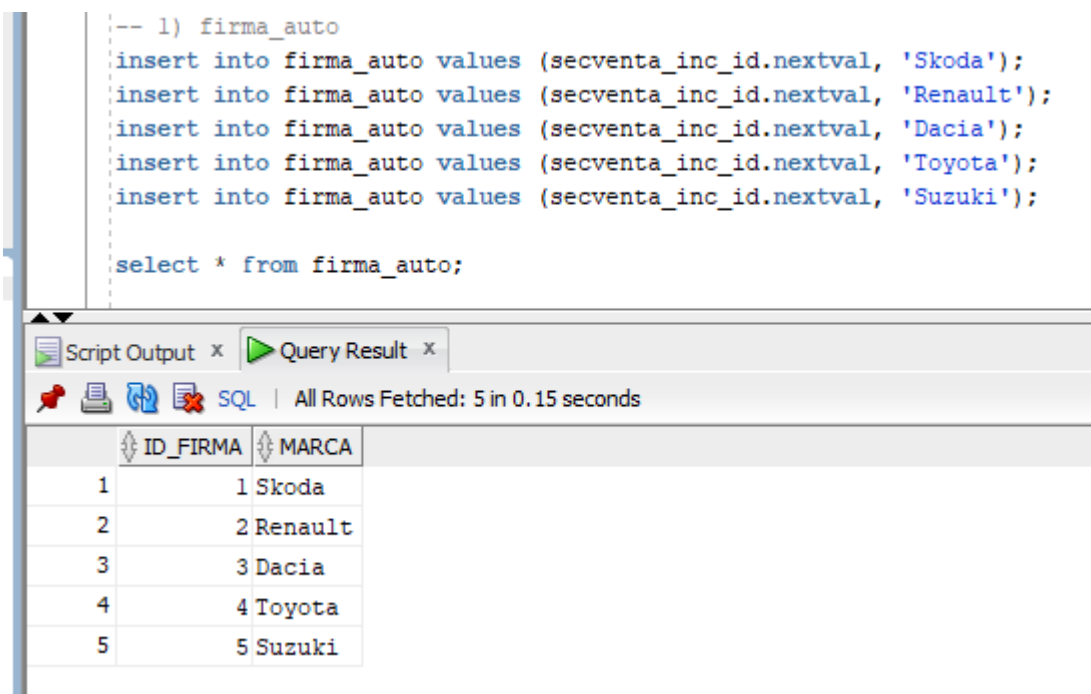 -- 1) firma_auto
insert into firma_auto values (secventa_inc_id.nextval, 'Skoda');
insert into firma_auto values (secventa_inc_id.nextval, 'Renault');
insert into firma_auto values (secventa_inc_id.nextval, 'Dacia');
insert into firma_auto values (secventa_inc_id.nextval, 'Toyota');
insert into firma_auto values (secventa_inc_id.nextval, 'Suzuki');
select * from firma_auto;
Script Output x Query Result x
SQL | All Rows Fetched: 5 in 0.15 seconds
ID_FIRMA MARCA
1 1 Skoda
2 2 Renault
3 3 Dacia
4 4 Toyota
5 5 Suzuki